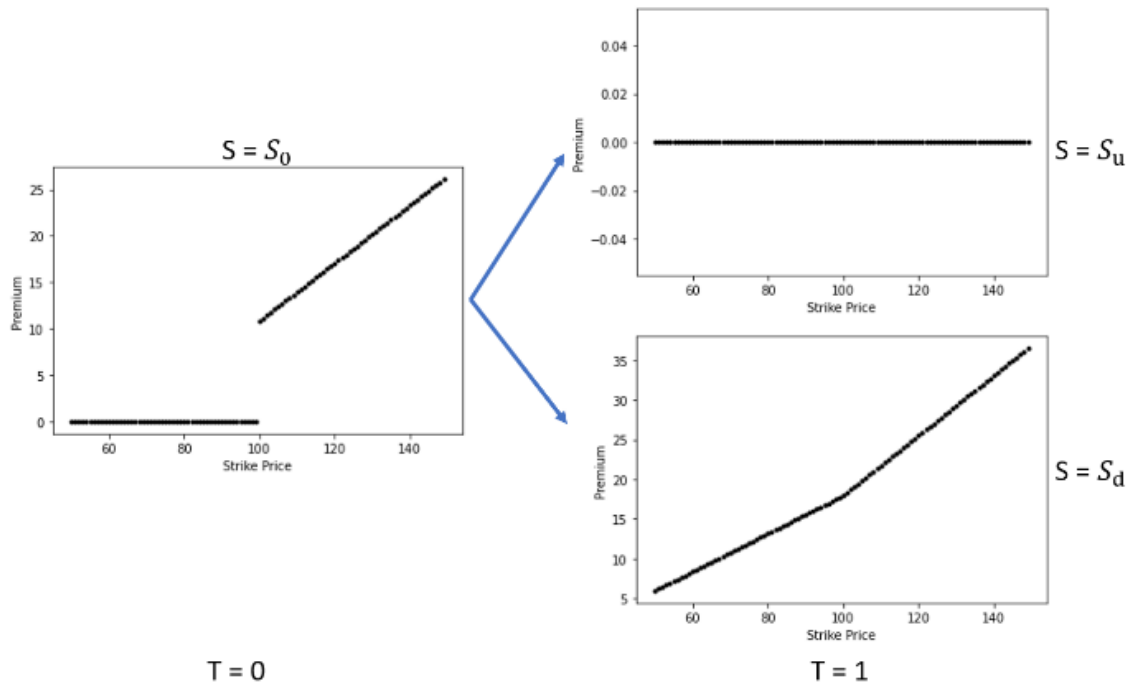 S = S₀
Premium
25
20
15
10
5
0
60 80 100 120 140
Strike Price
T = 0
Premium
0.04
0.02
0.00
−0.02
−0.04
60 80 100 120 140
Strike Price
S = Sᵤ
Premium
35
30
25
20
15
10
5
60 80 100 120 140
Strike Price
S = S_d
T = 1